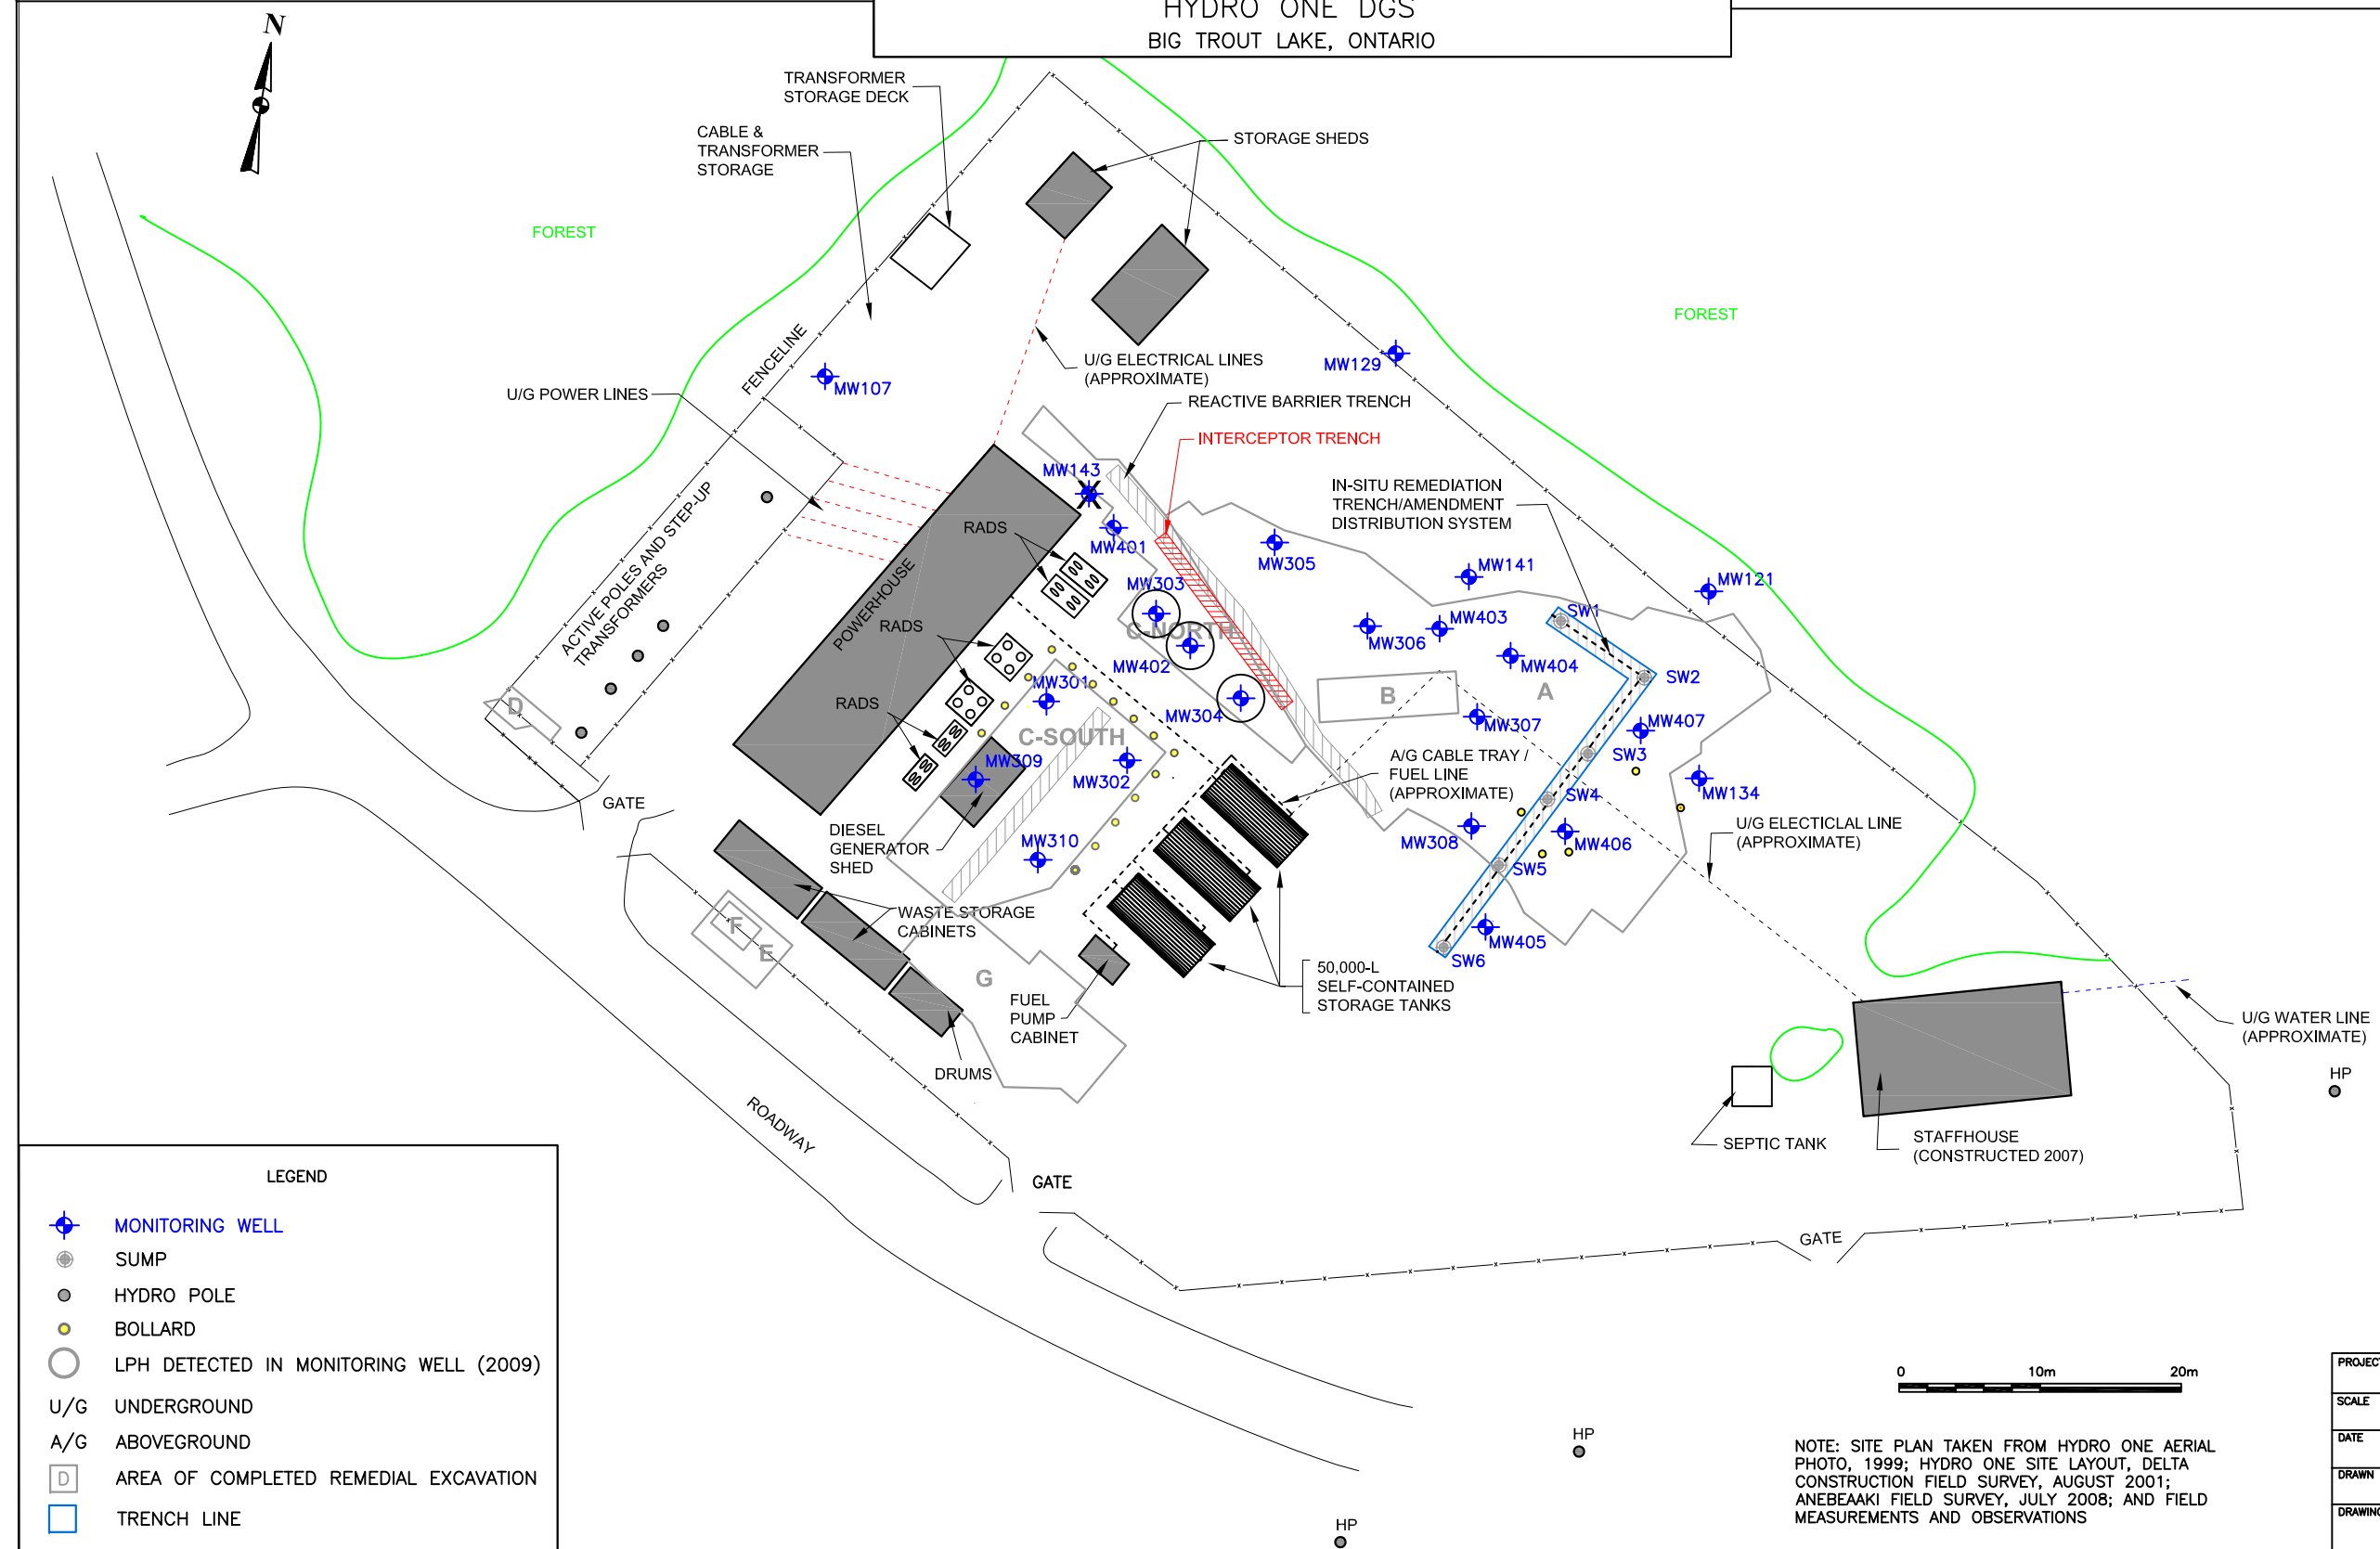 HYDRO ONE DGS
BIG TROUT LAKE, ONTARIO
N
TRANSFORMER
STORAGE DECK
CABLE &
TRANSFORMER
STORAGE
STORAGE SHEDS
FOREST
FOREST
FENCELINE
U/G ELECTRICAL LINES
(APPROXIMATE)
MW129
MW107
U/G POWER LINES
REACTIVE BARRIER TRENCH
INTERCEPTOR TRENCH
MW143
IN-SITU REMEDIATION
TRENCH/AMENDMENT
DISTRIBUTION SYSTEM
ACTIVE POLES AND STEP-UP
TRANSFORMERS
RADS
MW401
MW305
POWERHOUSE
MW303
MW141
MW121
SW1
RADS
C-NORTH
MW306
MW403
MW402
MW404
SW2
MW301
RADS
B
A
MW304
MW307
MW407
D
C-SOUTH
MW309
MW302
A/G CABLE TRAY /
FUEL LINE
(APPROXIMATE)
SW3
MW134
SW4
GATE
DIESEL
GENERATOR
SHED
MW310
MW308
MW406
U/G ELECTICLAL LINE
(APPROXIMATE)
SW5
WASTE STORAGE
CABINETS
F
E
MW405
SW6
G
FUEL
PUMP
CABINET
50,000-L
SELF-CONTAINED
STORAGE TANKS
U/G WATER LINE
(APPROXIMATE)
DRUMS
HP
ROADWAY
SEPTIC TANK
STAFFHOUSE
(CONSTRUCTED 2007)
GATE
GATE
LEGEND
MONITORING WELL
SUMP
HYDRO POLE
BOLLARD
LPH DETECTED IN MONITORING WELL (2009)
U/G UNDERGROUND
A/G ABOVEGROUND
D AREA OF COMPLETED REMEDIAL EXCAVATION
TRENCH LINE
0 10m 20m
HP
HP
NOTE: SITE PLAN TAKEN FROM HYDRO ONE AERIAL
PHOTO, 1999; HYDRO ONE SITE LAYOUT, DELTA
CONSTRUCTION FIELD SURVEY, AUGUST 2001;
ANEBEAAKI FIELD SURVEY, JULY 2008; AND FIELD
MEASUREMENTS AND OBSERVATIONS
PROJECT
SCALE
DATE
DRAWN
DRAWING